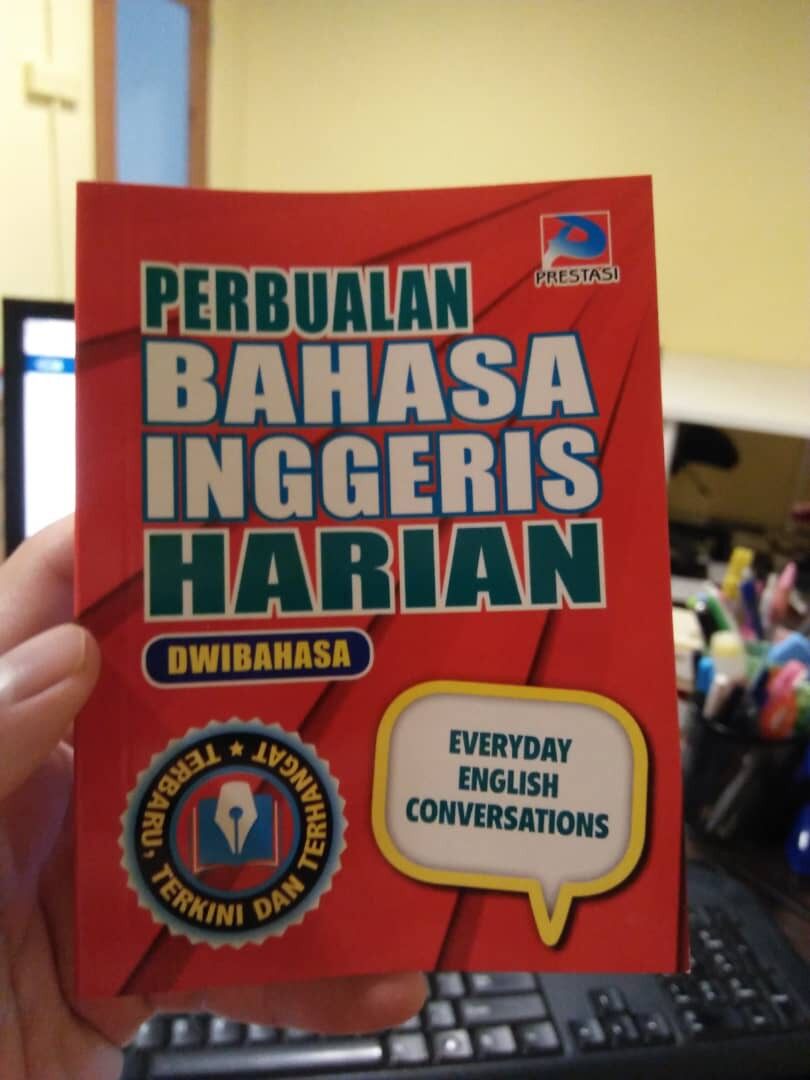 PRESTASI
PERBUALAN
BAHASA
INGGERIS
HARIAN
DWIBAHASA
EVERYDAY
ENGLISH
CONVERSATIONS
TERBARU, TERKINI DAN TERHANGAT ★